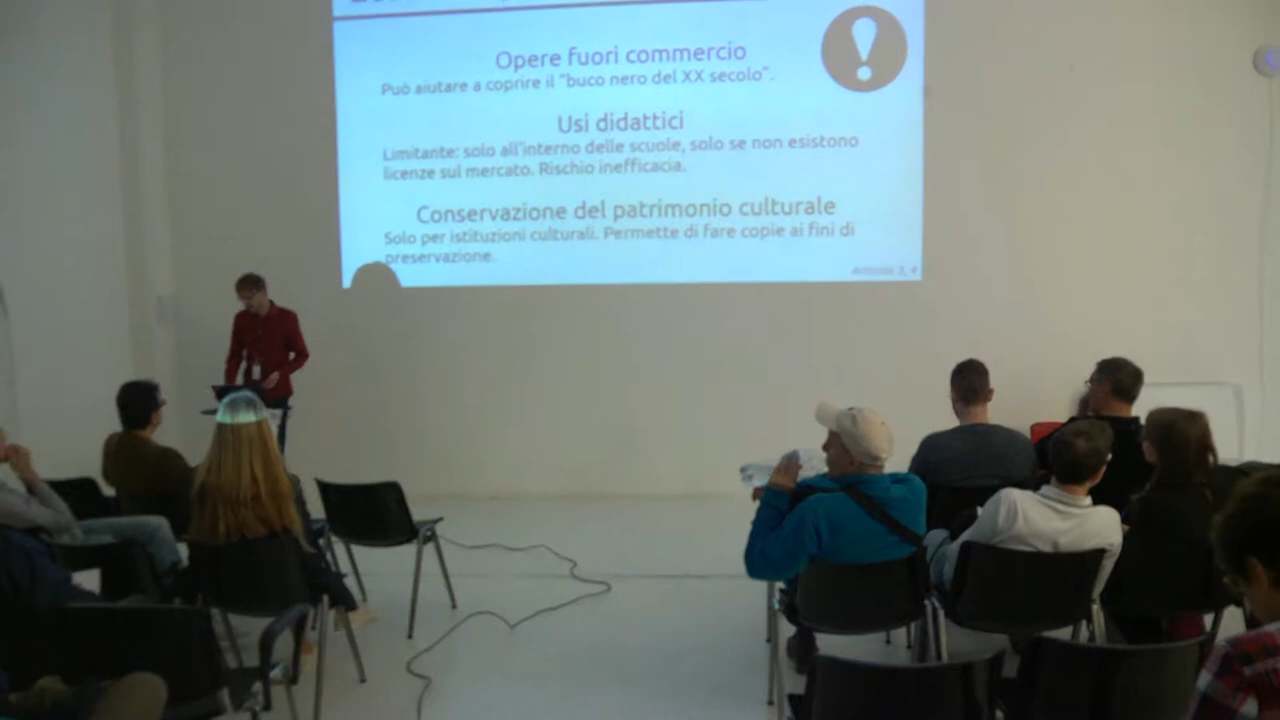 Opere fuori commercio
Può aiutare a coprire il "buco nero del XX secolo".
Usi didattici
Limitante: solo all'interno delle scuole, solo se non esistono
licenze sul mercato. Rischio inefficacia.
Conservazione del patrimonio culturale
Solo per istituzioni culturali. Permette di fare copie ai fini di
preservazione.
3, 4